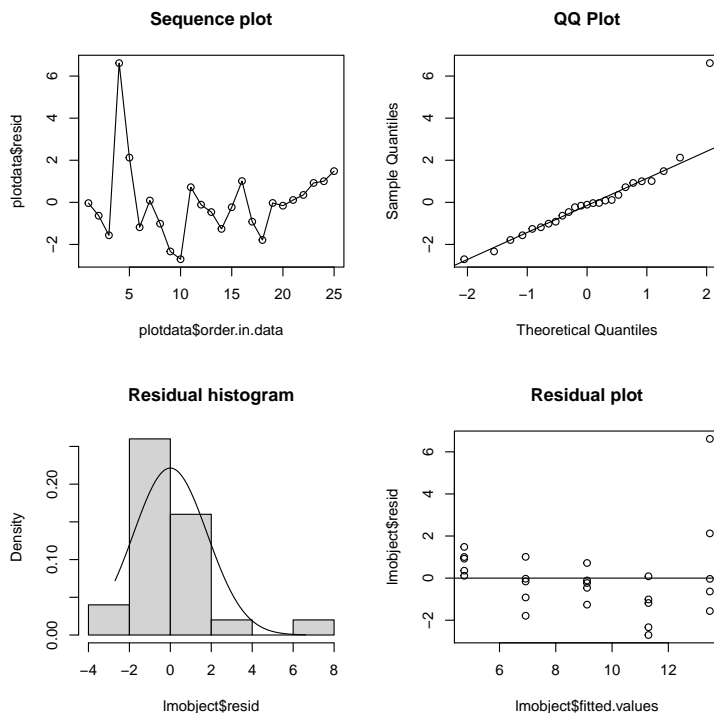 Sequence plot
plotdata$resid
6
4
2
0
−2
5 10 15 20 25
plotdata$order.in.data
QQ Plot
Sample Quantiles
6
4
2
0
−2
−2 −1 0 1 2
Theoretical Quantiles
Residual histogram
Density
0.20
0.10
0.00
−4 −2 0 2 4 6 8
lmobject$resid
Residual plot
lmobject$resid
6
4
2
0
−2
6 8 10 12
lmobject$fitted.values